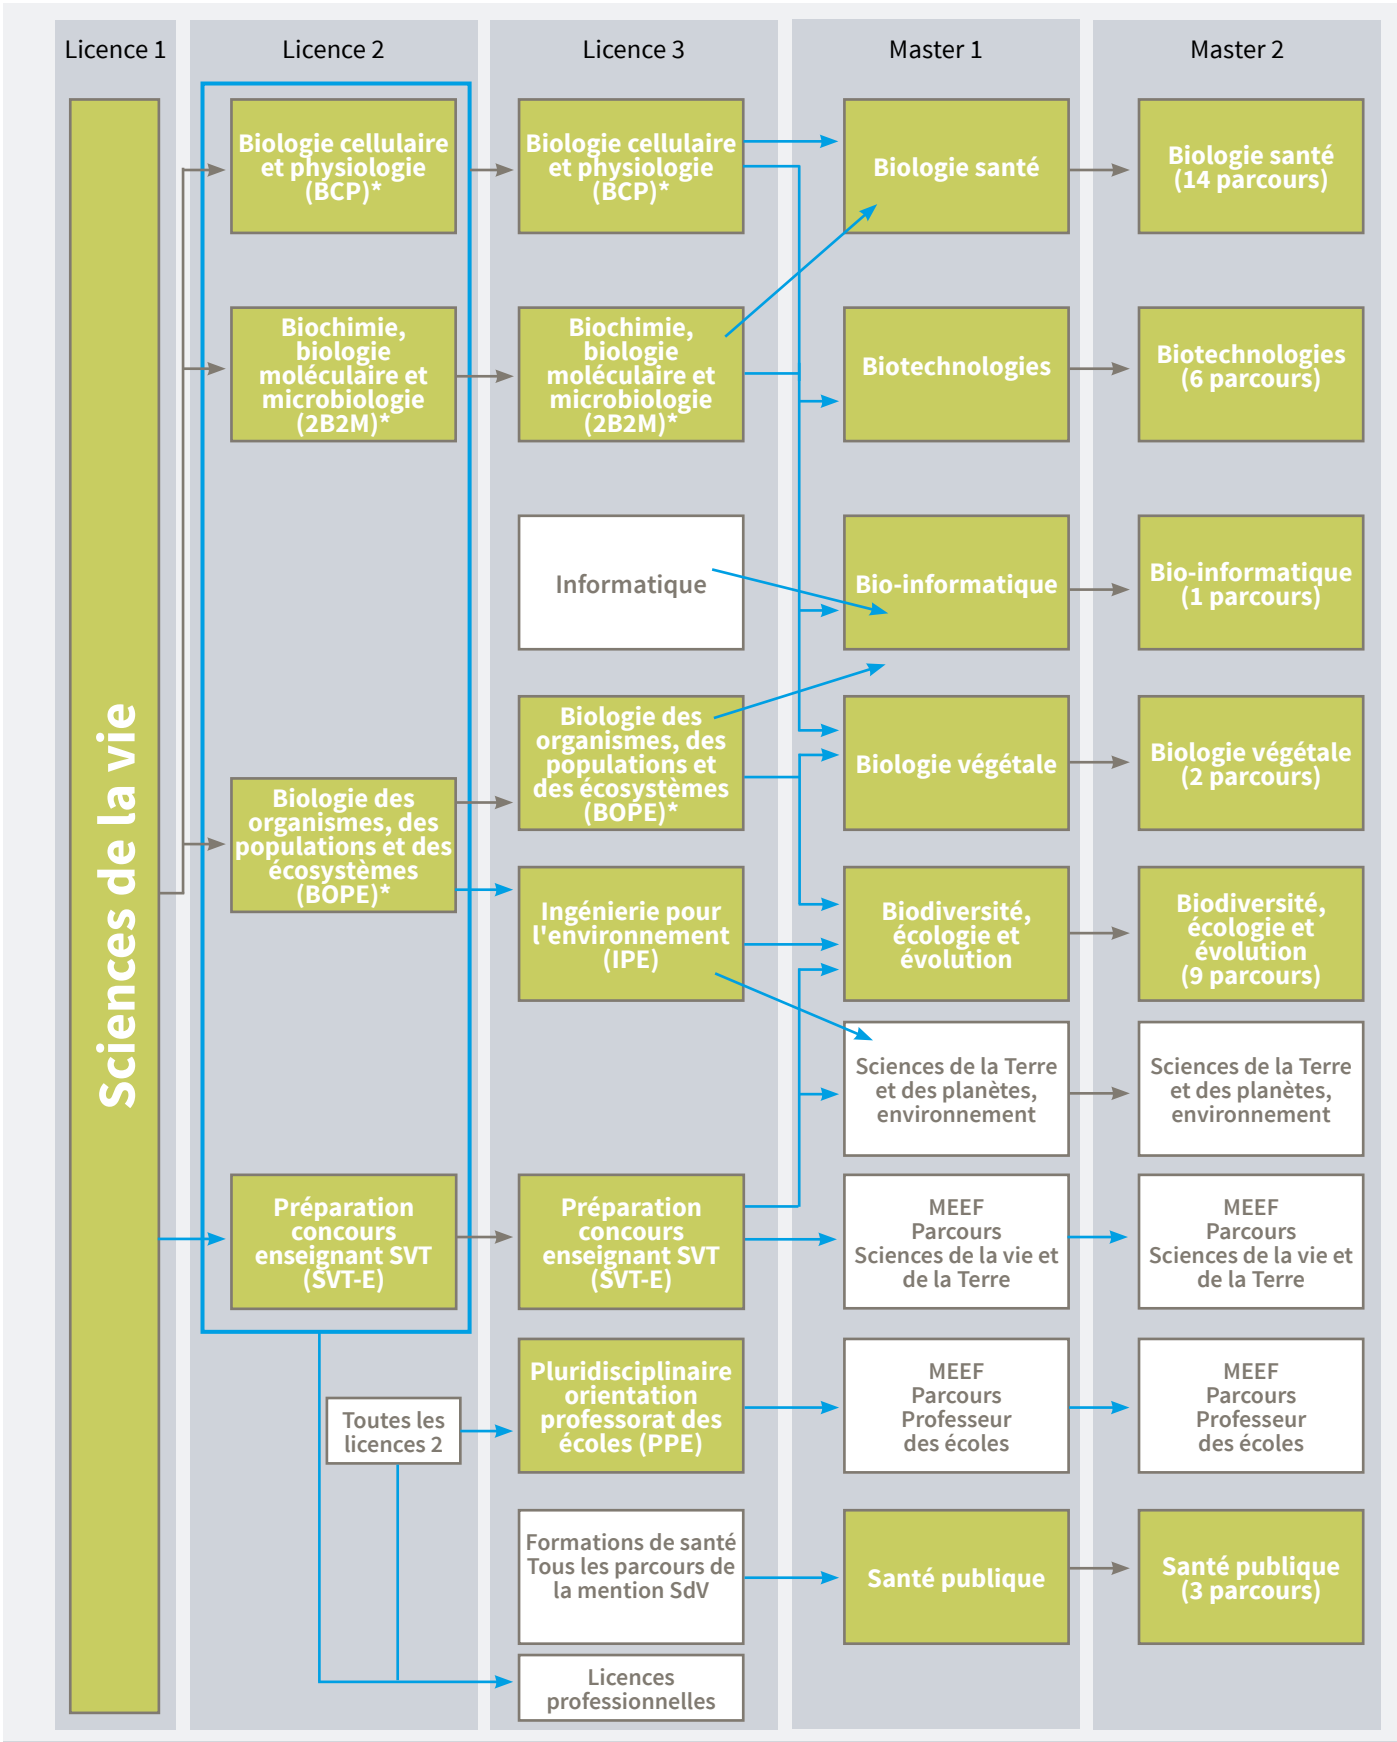 Licence 1
Licence 2
Licence 3
Master 1
Master 2
Sciences de la vie
Biologie cellulaire
et physiologie
(BCP)*
Biologie cellulaire
et physiologie
(BCP)*
Biologie santé
Biologie santé
(14 parcours)
Biochimie,
biologie
moléculaire et
microbiologie
(2B2M)*
Biochimie,
biologie
moléculaire et
microbiologie
(2B2M)*
Biotechnologies
Biotechnologies
(6 parcours)
Informatique
Bio-informatique
Bio-informatique
(1 parcours)
Biologie des
organismes, des
populations et des
écosystèmes
(BOPE)*
Biologie des
organismes, des
populations et
des écosystèmes
(BOPE)*
Biologie végétale
Biologie végétale
(2 parcours)
Ingénierie pour
l'environnement
(IPE)
Biodiversité,
écologie et
évolution
Biodiversité,
écologie et
évolution
(9 parcours)
Sciences de la Terre
et des planètes,
environnement
Sciences de la Terre
et des planètes,
environnement
Préparation
concours
enseignant SVT
(SVT-E)
Préparation
concours
enseignant SVT
(SVT-E)
MEEF
Parcours
Sciences de la vie et
de la Terre
MEEF
Parcours
Sciences de la vie et
de la Terre
Toutes les
licences 2
Pluridisciplinaire
orientation
professorat des
écoles (PPE)
MEEF
Parcours
Professeur
des écoles
MEEF
Parcours
Professeur
des écoles
Formations de santé
Tous les parcours de
la mention SdV
Santé publique
Santé publique
(3 parcours)
Licences
professionnelles